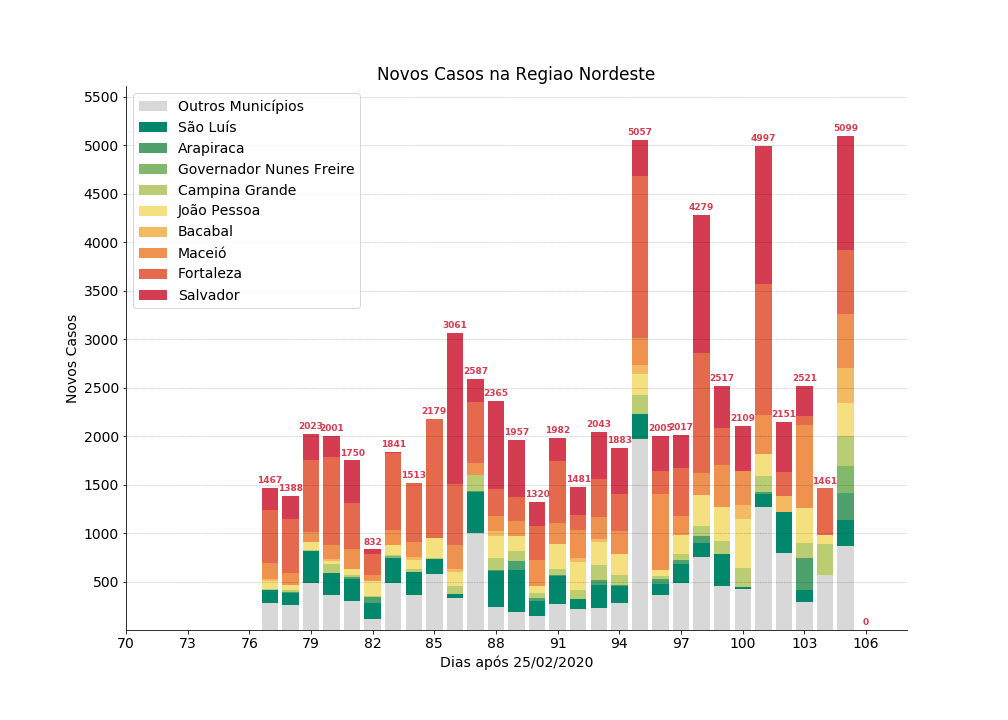 Novos Casos na Regiao Nordeste
Novos Casos
5500
5000
4500
4000
3500
3000
2500
2000
1500
1000
500
Outros Municípios
São Luís
Arapiraca
Governador Nunes Freire
Campina Grande
João Pessoa
Bacabal
Maceió
Fortaleza
Salvador
1467
1388
2023
2001
1750
832
1841
1513
2179
3061
2587
2365
1957
1320
1982
1481
2043
1883
5057
2005
2017
4279
2517
2109
4997
2151
2521
1461
5099
0
70 73 76 79 82 85 88 91 94 97 100 103 106
Dias após 25/02/2020